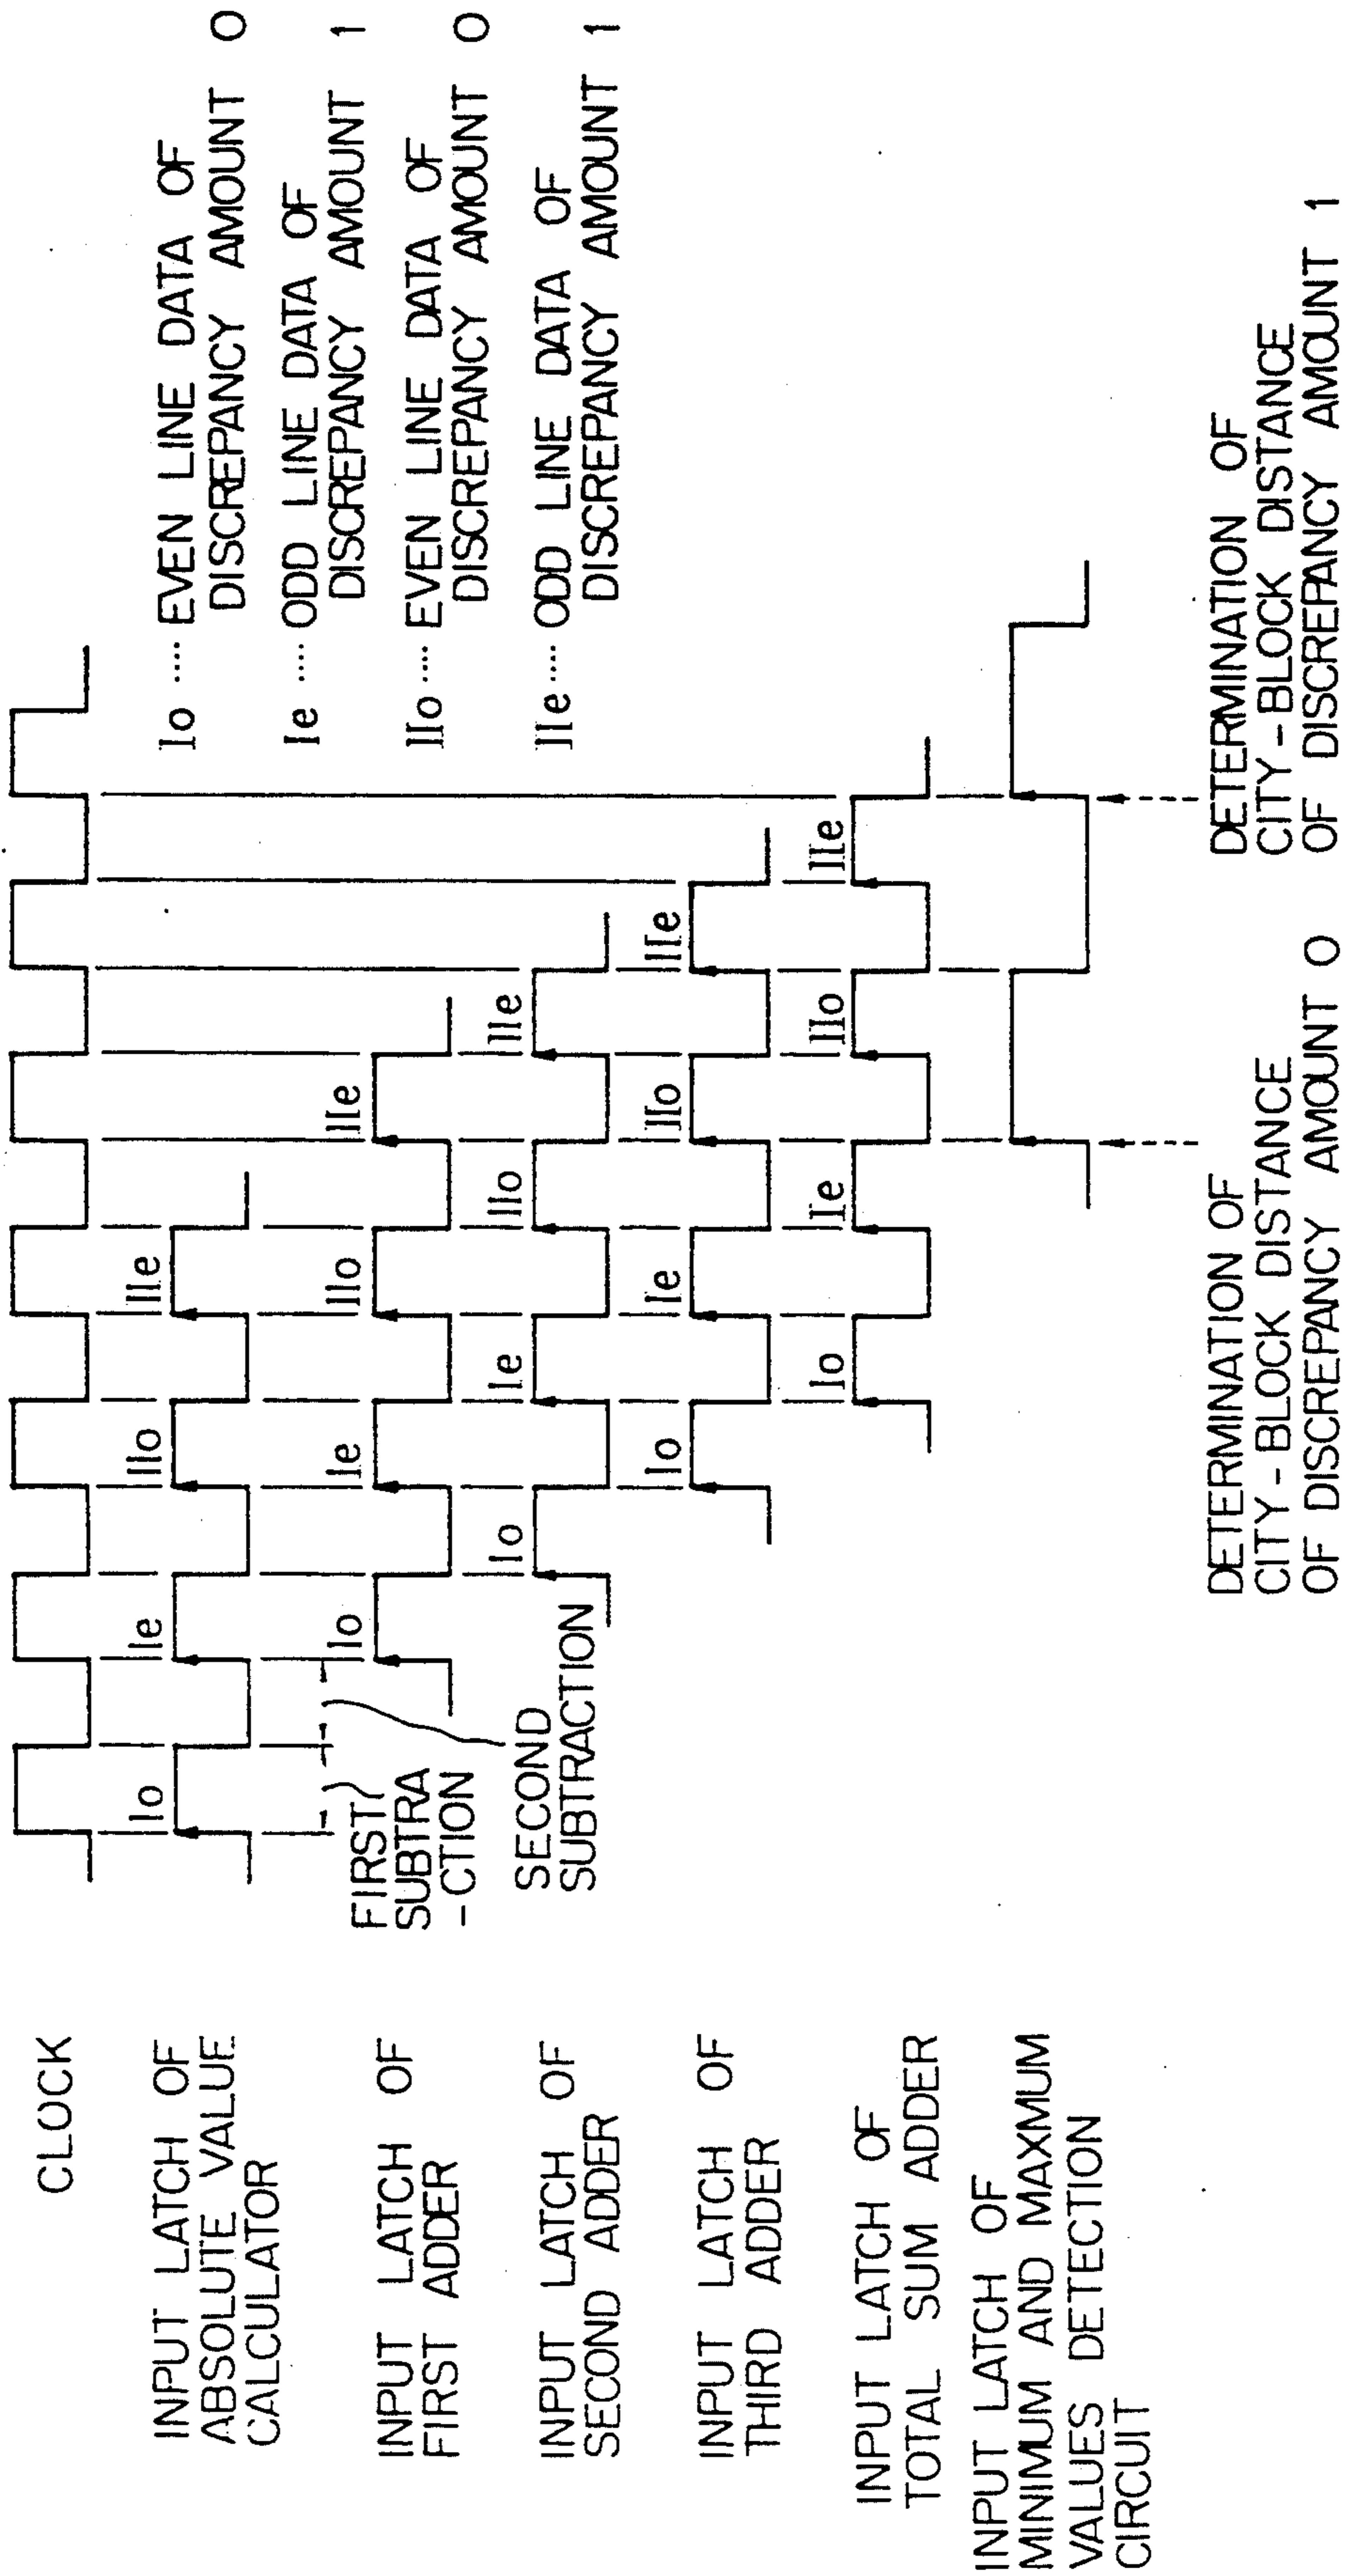 CLOCK
INPUT LATCH OF
ABSOLUTE VALUE
CALCULATOR
Io Ie IIo IIe
FIRST
SUBTRA
-CTION
SECOND
SUBTRACTION
INPUT LATCH OF
FIRST ADDER
Io Ie IIo IIe
INPUT LATCH OF
SECOND ADDER
Io Ie IIo IIe
INPUT LATCH OF
THIRD ADDER
Io Ie IIo IIe
INPUT LATCH OF
TOTAL SUM ADDER
Io Ie IIo IIe
INPUT LATCH OF
MINIMUM AND MAXMUM
VALUES DETECTION
CIRCUIT
Io .... EVEN LINE DATA OF
DISCREPANCY AMOUNT 0
Ie .... ODD LINE DATA OF
DISCREPANCY AMOUNT 1
IIo .... EVEN LINE DATA OF
DISCREPANCY AMOUNT 0
IIe .... ODD LINE DATA OF
DISCREPANCY AMOUNT 1
DETERMINATION OF
CITY-BLOCK DISTANCE
OF DISCREPANCY AMOUNT 0
DETERMINATION OF
CITY-BLOCK DISTANCE
OF DISCREPANCY AMOUNT 1